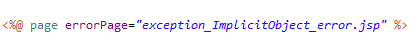 <%@ page errorPage="exception_ImplicitObject_error.jsp" %>